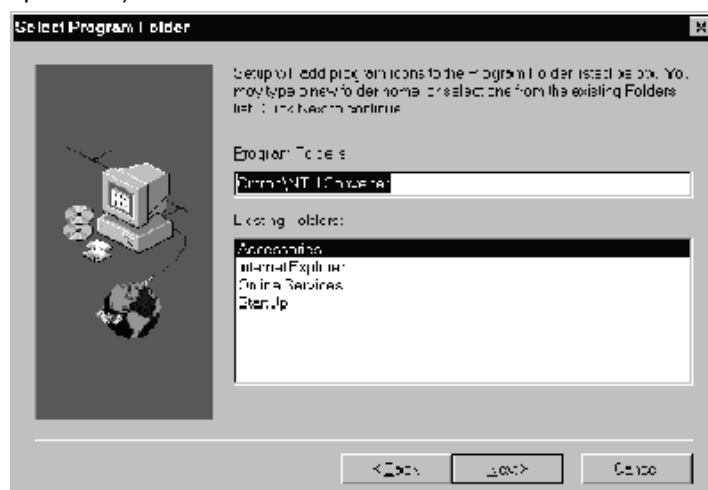 Select Program Folder
Setup will add program icons to the Program Folder listed below. You
may type a new folder name, or select one from the existing Folders
list. Click Next to continue.
Program Folders:
Converter
Existing Folders:
Accessories
Internet Explorer
Online Services
StartUp
< Back
Next >
Cancel